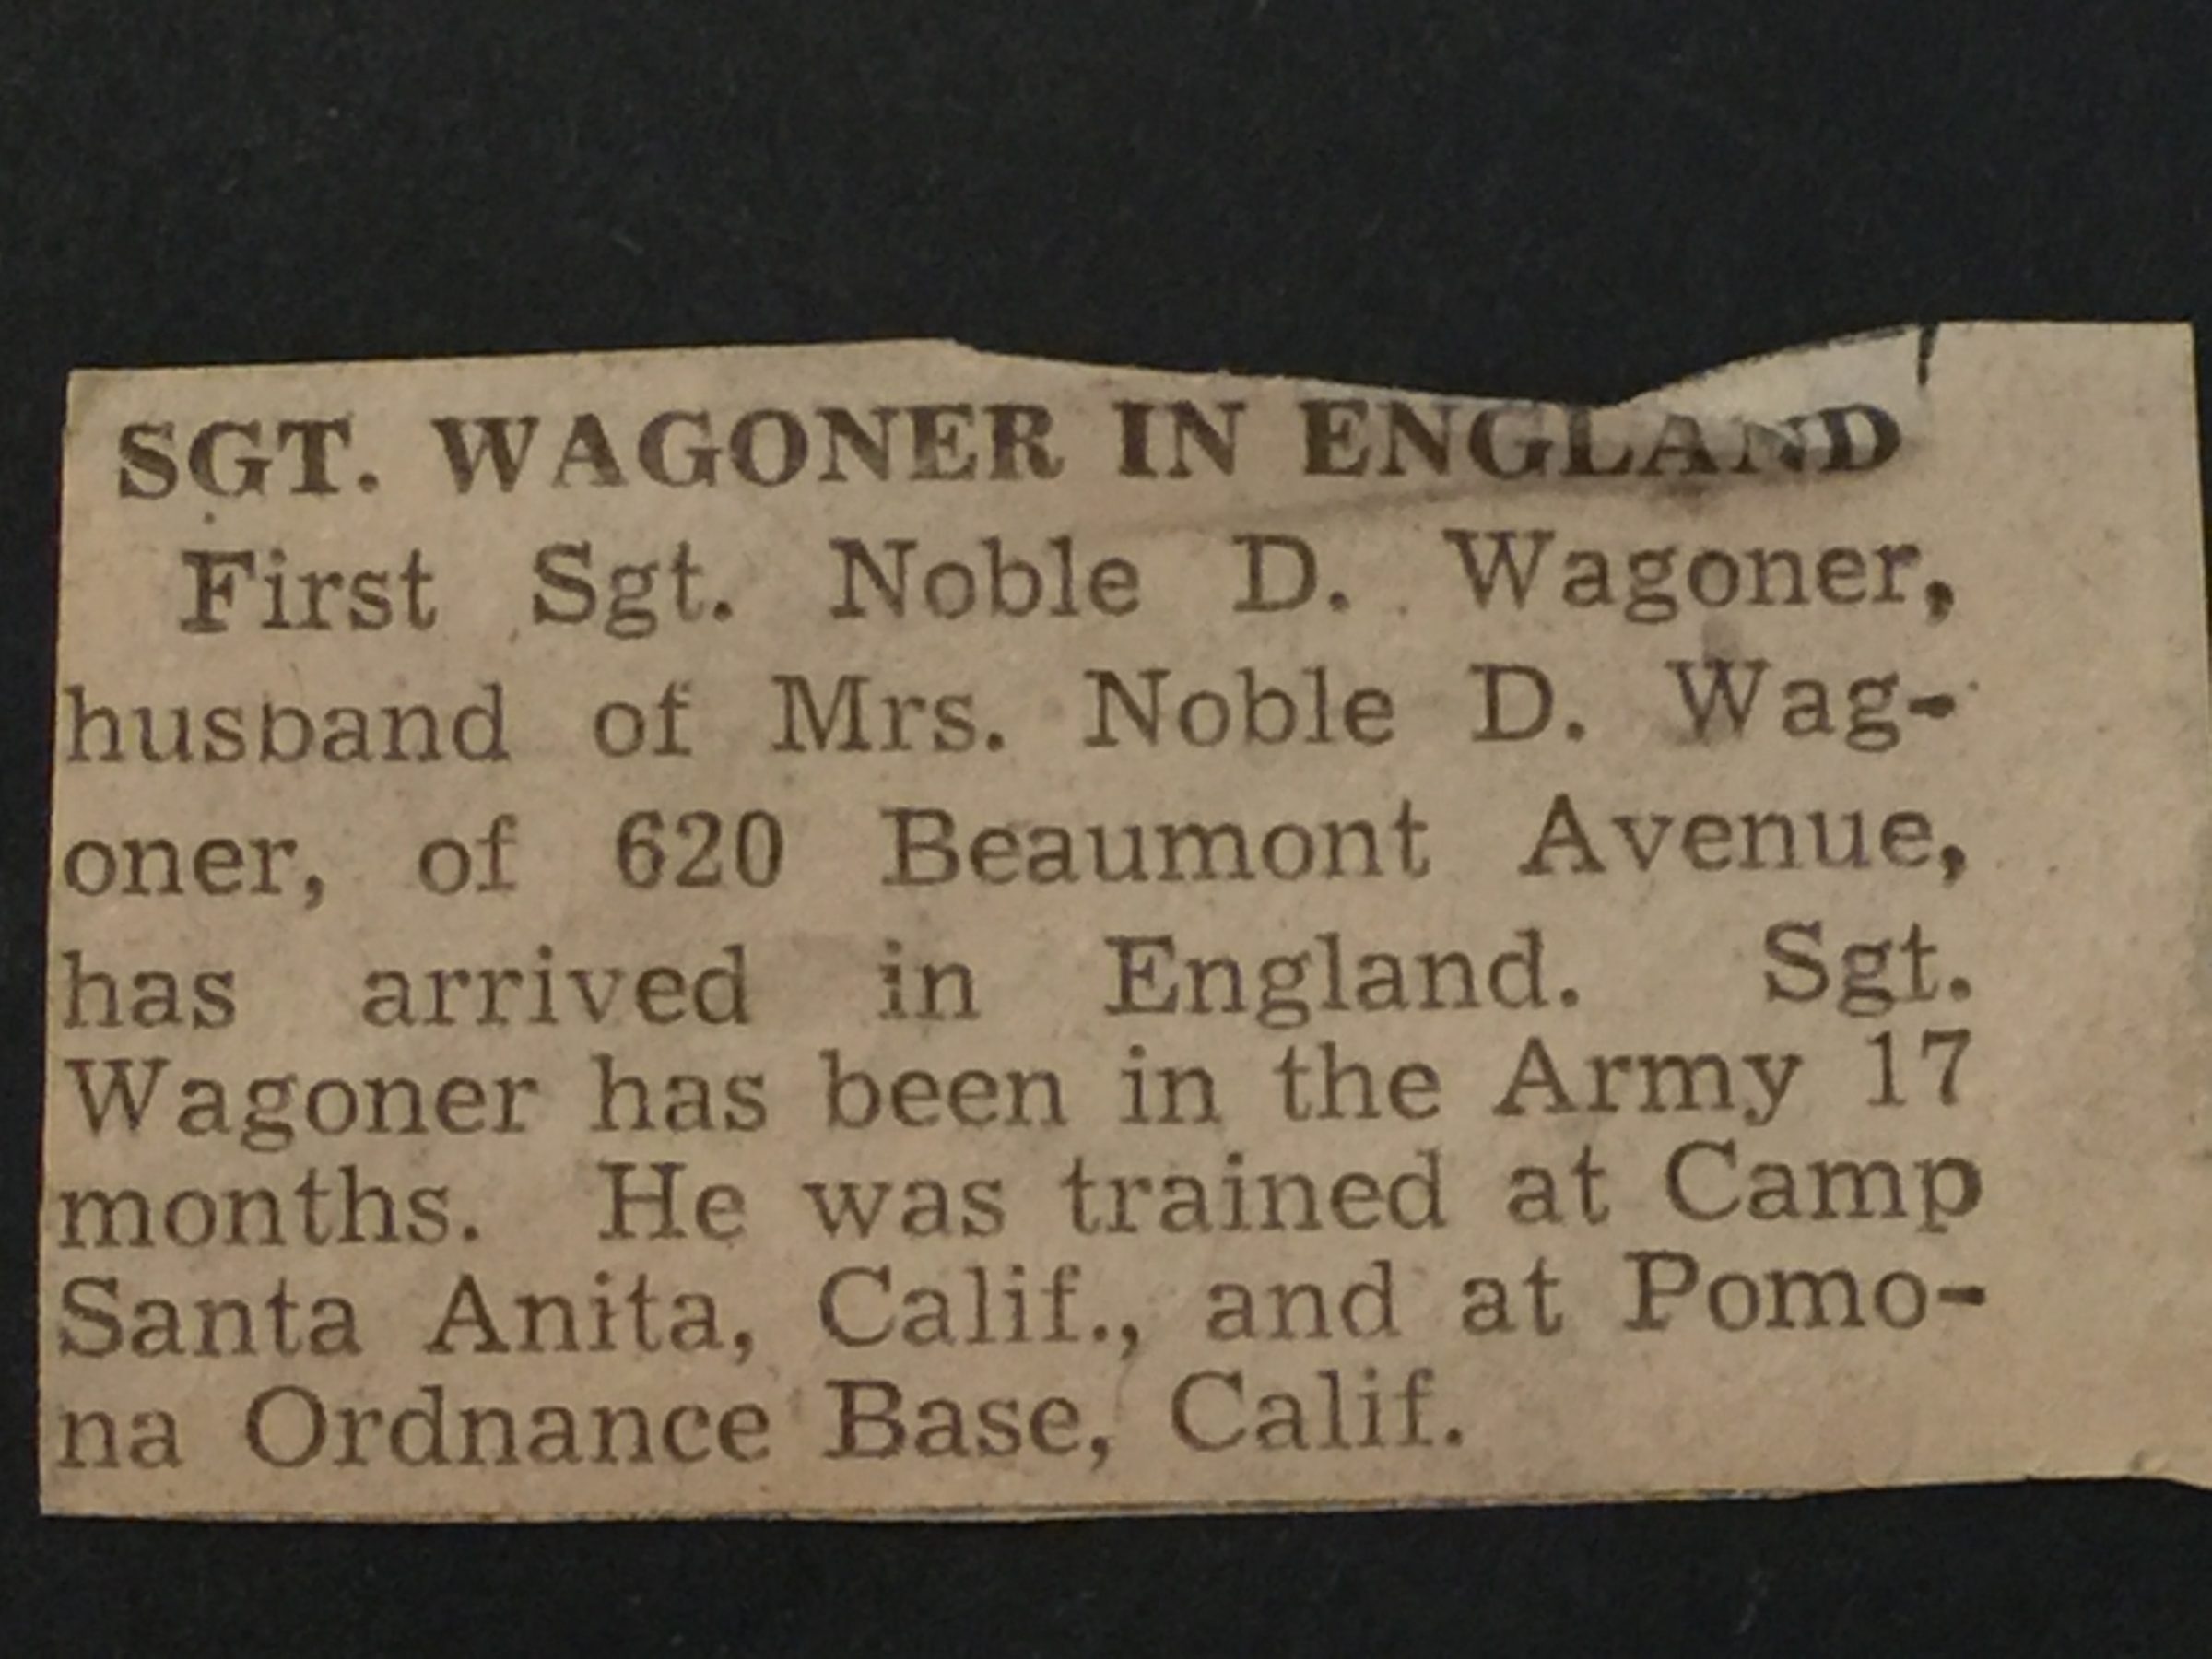 SGT. WAGONER IN ENGLAND
First Sgt. Noble D. Wagoner,
husband of Mrs. Noble D. Wag-
oner, of 620 Beaumont Avenue,
has arrived in England. Sgt.
Wagoner has been in the Army 17
months. He was trained at Camp
Santa Anita, Calif., and at Pomo-
na Ordnance Base, Calif.